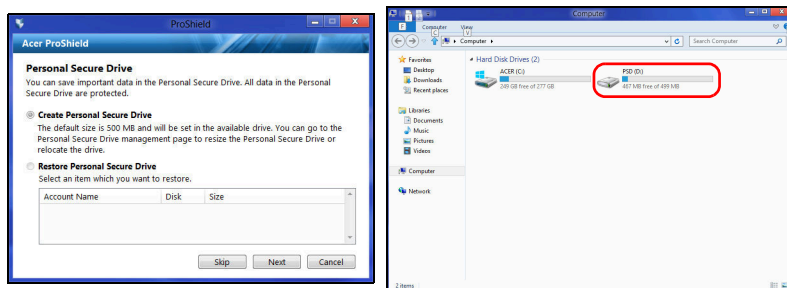 ProShield
Acer ProShield
Personal Secure Drive
You can save important data in the Personal Secure Drive. All data in the Personal
Secure Drive are protected.
Create Personal Secure Drive
The default size is 500 MB and will be set in the available drive. You can go to the
Personal Secure Drive management page to resize the Personal Secure Drive or
relocate the drive.
Restore Personal Secure Drive
Select an item which you want to restore.
Account Name Disk Size
Skip Next Cancel
Computer
F Computer View
C V
Computer
Search Computer
Favorites
Desktop
Downloads
Recent places
Libraries
Documents
Music
Pictures
Videos
Computer
Network
Hard Disk Drives (2)
ACER (C:)
249 GB free of 277 GB
PSD (D:)
487 MB free of 499 MB
2 items